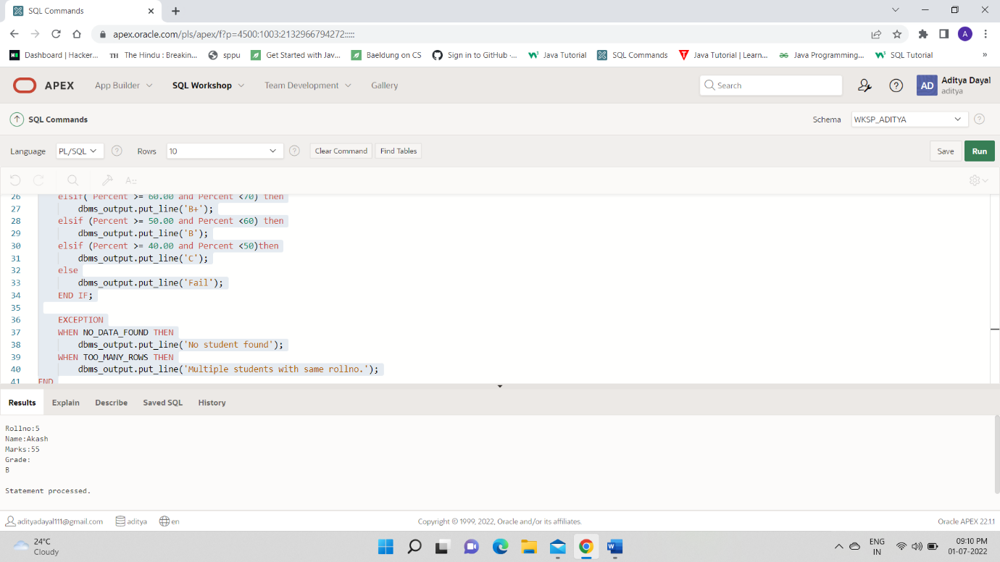 SQL Commands
apex.oracle.com/pls/apex/f?p=4500:1003:2132966794272:::::
A
Dashboard | Hacker... TH The Hindu : Breakin... sppu Get Started with Jav... Baeldung on CS Sign in to GitHub ·... Java Tutorial SQL Commands Java Tutorial | Learn... Java Programming... SQL Tutorial »
APEX App Builder SQL Workshop Team Development Gallery Search AD Aditya Dayal
aditya
SQL Commands Schema WKSP_ADITYA
Language PL/SQL Rows 10 Clear Command Find Tables Save Run
26 elsif( Percent >= 60.00 and Percent <70) then
27 dbms_output.put_line('B+');
28 elsif (Percent >= 50.00 and Percent <60) then
29 dbms_output.put_line('B');
30 elsif (Percent >= 40.00 and Percent <50)then
31 dbms_output.put_line('C');
32 else
33 dbms_output.put_line('Fail');
34 END IF;
35
36 EXCEPTION
37 WHEN NO_DATA_FOUND THEN
38 dbms_output.put_line('No student found');
39 WHEN TOO_MANY_ROWS THEN
40 dbms_output.put_line('Multiple students with same rollno.');
41 END
Results Explain Describe Saved SQL History
Rollno:5
Name:Akash
Marks:55
Grade:
B
Statement processed.
adityadayal111@gmail.com aditya en Copyright © 1999, 2022, Oracle and/or its affiliates. Oracle APEX 22.1.1
24°C
Cloudy
ENG
IN
09:10 PM
01-07-2022